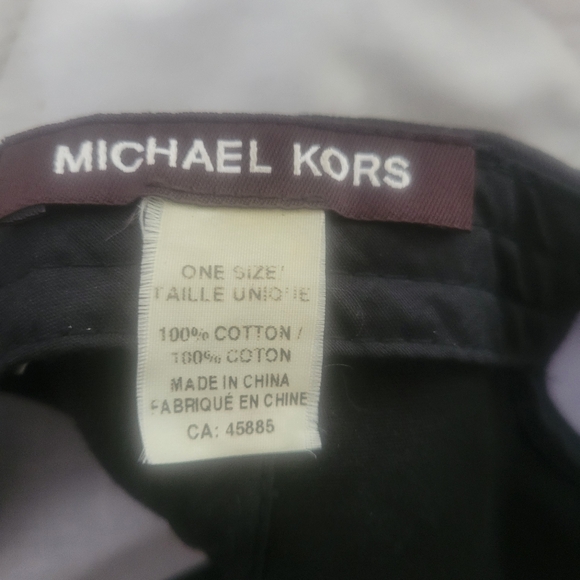 MICHAEL KORS
ONE SIZE/
TAILLE UNIQUE
100% COTTON /
100% COTON
MADE IN CHINA
FABRIQUÉ EN CHINE
CA: 45885